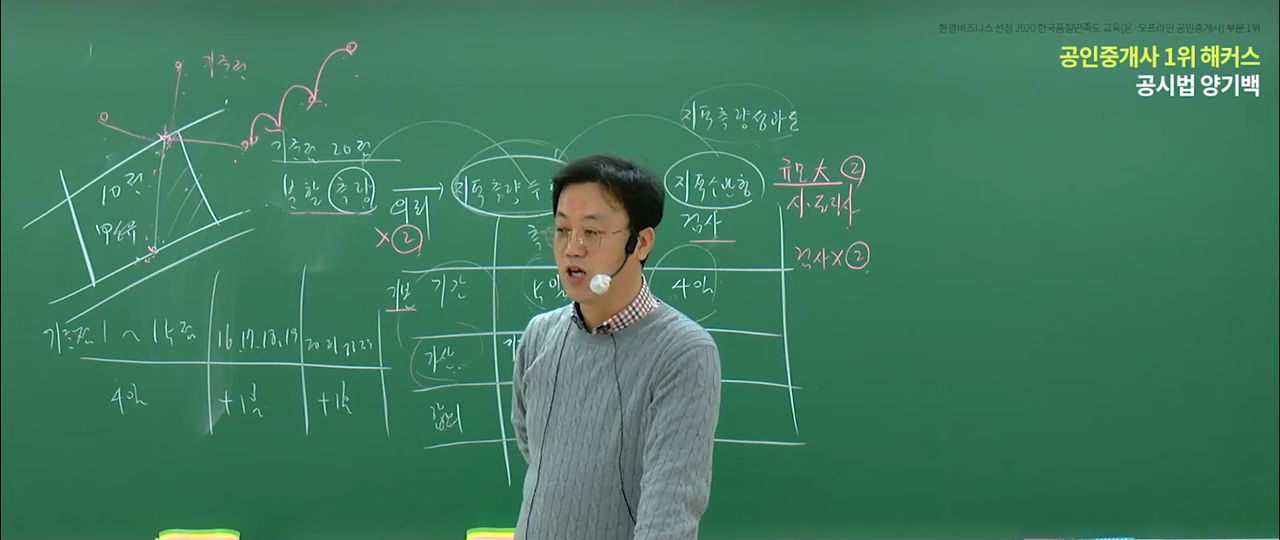 한경비즈니스 선정 2020 한국품질만족도 교육(온·오프라인 공인중개사) 부문 1위
공인중개사 1위 해커스
공시법 양기백
기준점
지적측량성과도
기준점 20점
분할 측량
의뢰
×②
지적측량수
지적소관청
검사
규모大 ②
시·도지사
검사×②
10점
기본
기간
5일
4일
가산
합의
기준점 1 ~ 15점
16.17.18.19
4일
+1일
+1일